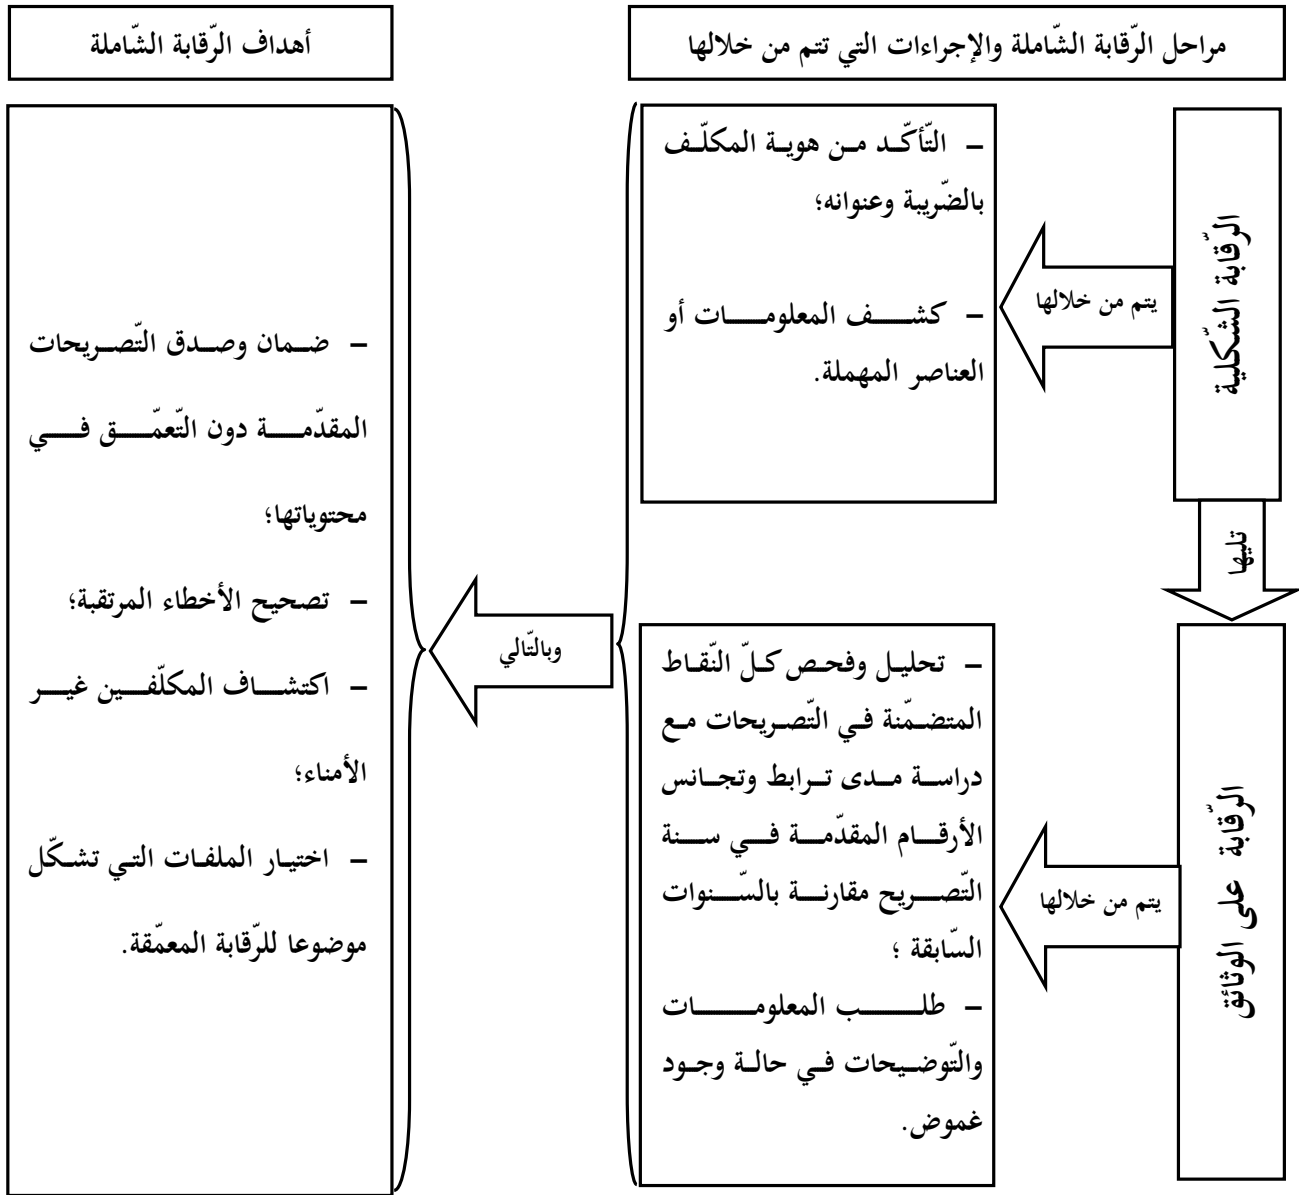 مراحل الرّقابة الشّاملة والإجراءات التي تتم من خلالها
أهداف الرّقابة الشّاملة
الرّقابة الشّكلية
يتم من خلالها
– التّأكّد من هوية المكلّف
بالضّريبة وعنوانه؛
– كشف المعلومات أو
العناصر المهملة.
تليها
الرّقابة على الوثائق
يتم من خلالها
– تحليل وفحص كلّ النّقاط
المتضمّنة في التّصريحات مع
دراسة مدى ترابط وتجانس
الأرقام المقدّمة في سنة
التّصريح مقارنة بالسّنوات
السّابقة ؛
– طلب المعلومات
والتّوضيحات في حالة وجود
غموض.
وبالتّالي
– ضمان وصدق التّصريحات
المقدّمة دون التّعمّق في
محتوياتها؛
– تصحيح الأخطاء المرتقبة؛
– اكتشاف المكلّفين غير
الأمناء؛
– اختيار الملفات التي تشكّل
موضوعا للرّقابة المعمّقة.